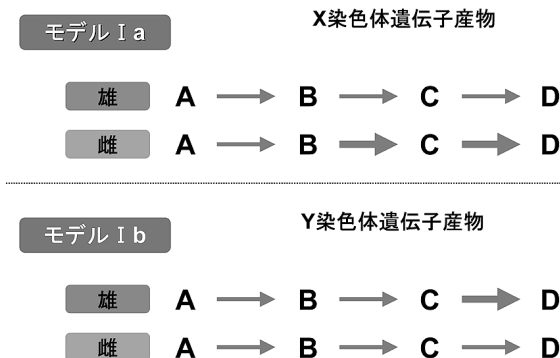 モデルⅠa
X染色体遺伝子産物
雄 A B C D
雌 A B C D
モデルⅠb
Y染色体遺伝子産物
雄 A B C D
雌 A B C D